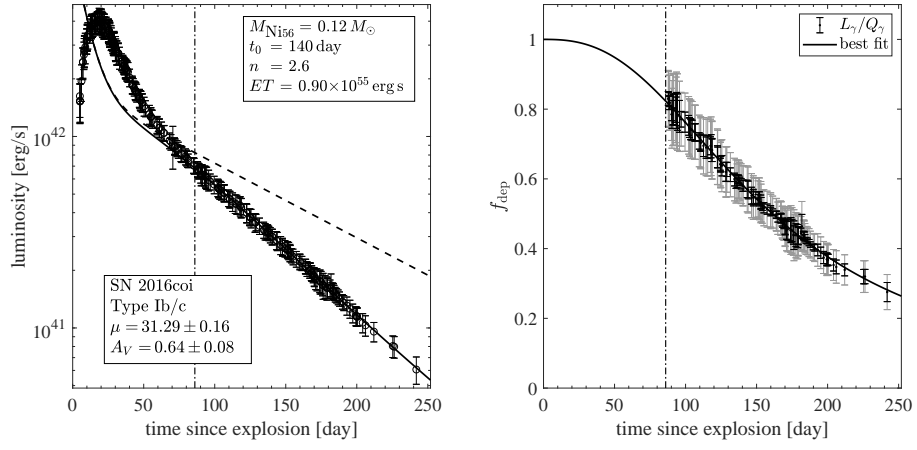 M_Ni56 = 0.12 M_⊙
t_0 = 140 day
n = 2.6
ET = 0.90×10^55 erg s
10^42
10^41
luminosity [erg/s]
SN 2016coi
Type Ib/c
μ = 31.29 ± 0.16
A_V = 0.64 ± 0.08
0 50 100 150 200 250
time since explosion [day]
L_γ/Q_γ
best fit
1
0.8
0.6
0.4
0.2
0
f_dep
0 50 100 150 200 250
time since explosion [day]